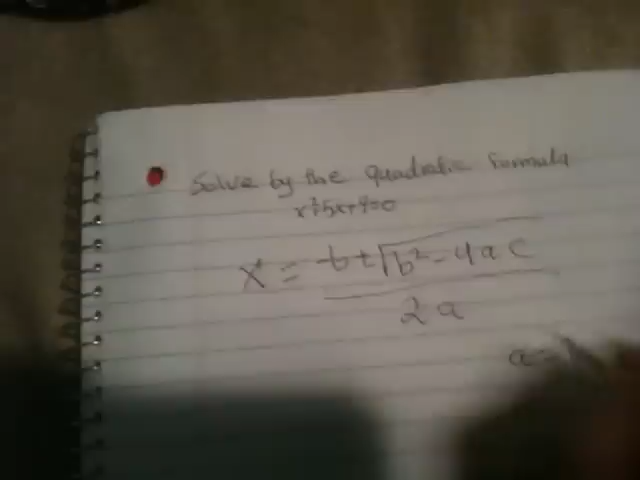 Solve by the quadratic formula
x²+5x+4=0
x = -b±√b²-4ac
2a
a=